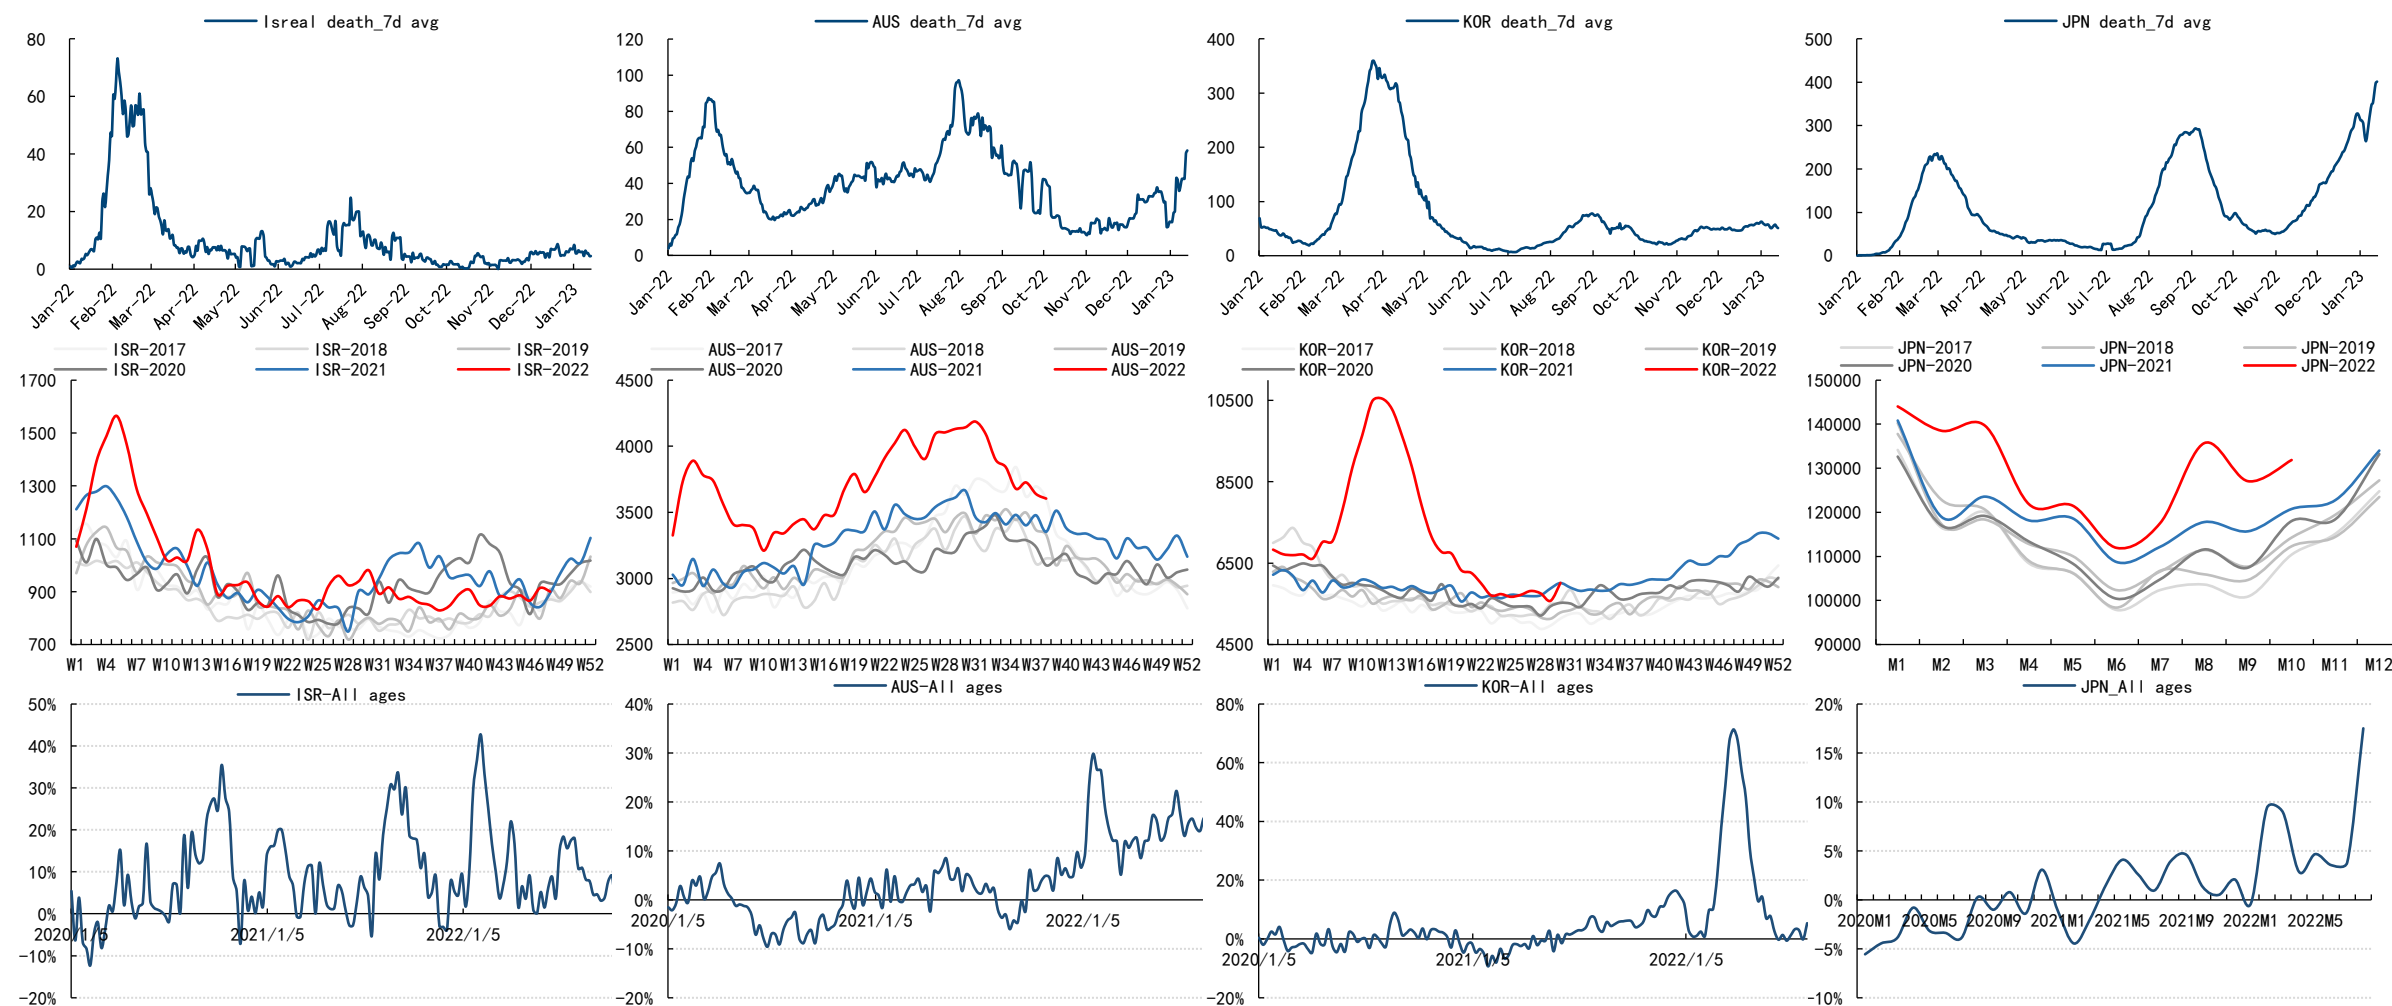 Isreal death_7d avg
80
60
40
20
0
Jan-22 Feb-22 Mar-22 Apr-22 May-22 Jun-22 Jul-22 Aug-22 Sep-22 Oct-22 Nov-22 Dec-22 Jan-23
AUS death_7d avg
120
100
80
60
40
20
0
Jan-22 Feb-22 Mar-22 Apr-22 May-22 Jun-22 Jul-22 Aug-22 Sep-22 Oct-22 Nov-22 Dec-22 Jan-23
KOR death_7d avg
400
300
200
100
0
Jan-22 Feb-22 Mar-22 Apr-22 May-22 Jun-22 Jul-22 Aug-22 Sep-22 Oct-22 Nov-22 Dec-22 Jan-23
JPN death_7d avg
500
400
300
200
100
0
Jan-22 Feb-22 Mar-22 Apr-22 May-22 Jun-22 Jul-22 Aug-22 Sep-22 Oct-22 Nov-22 Dec-22 Jan-23
ISR-2017 ISR-2018 ISR-2019
ISR-2020 ISR-2021 ISR-2022
1700
1500
1300
1100
900
700
W1 W4 W7 W10 W13 W16 W19 W22 W25 W28 W31 W34 W37 W40 W43 W46 W49 W52
AUS-2017 AUS-2018 AUS-2019
AUS-2020 AUS-2021 AUS-2022
4500
4000
3500
3000
2500
W1 W4 W7 W10 W13 W16 W19 W22 W25 W28 W31 W34 W37 W40 W43 W46 W49 W52
KOR-2017 KOR-2018 KOR-2019
KOR-2020 KOR-2021 KOR-2022
10500
8500
6500
4500
W1 W4 W7 W10 W13 W16 W19 W22 W25 W28 W31 W34 W37 W40 W43 W46 W49 W52
JPN-2017 JPN-2018 JPN-2019
JPN-2020 JPN-2021 JPN-2022
150000
140000
130000
120000
110000
100000
90000
M1 M2 M3 M4 M5 M6 M7 M8 M9 M10 M11 M12
ISR-All ages
50%
40%
30%
20%
10%
0%
2020/1/5 2021/1/5 2022/1/5
-10%
-20%
AUS-All ages
40%
30%
20%
10%
0%
2020/1/5 2021/1/5 2022/1/5
-10%
-20%
KOR-All ages
80%
60%
40%
20%
0%
2020/1/5 2021/1/5 2022/1/5
-20%
JPN_All ages
20%
15%
10%
5%
0%
2020M1 2020M5 2020M9 2021M1 2021M5 2021M9 2022M1 2022M5
-5%
-10%